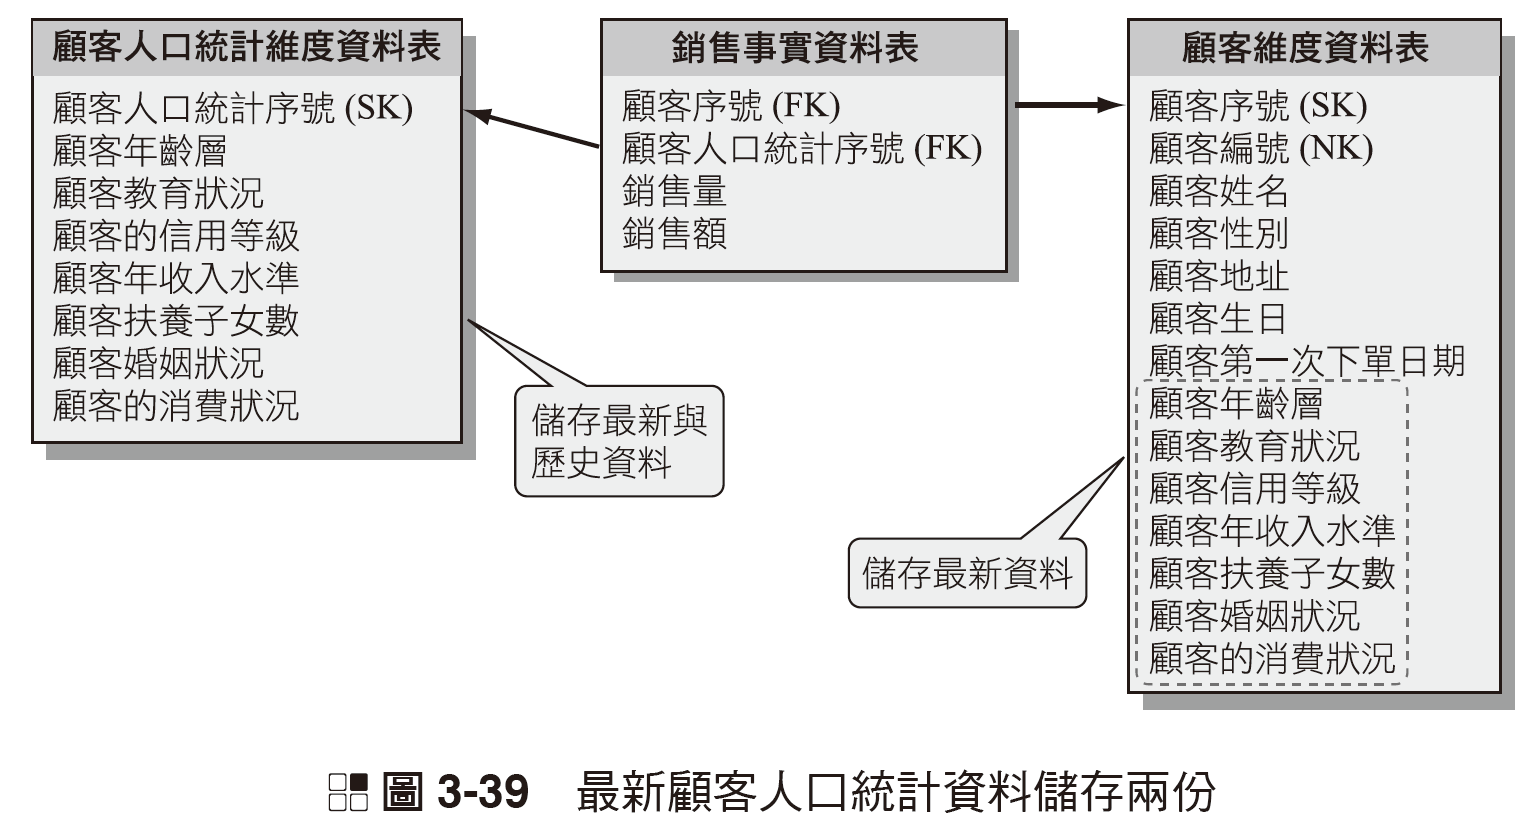 顧客人口統計維度資料表
顧客人口統計序號 (SK)
顧客年齡層
顧客教育狀況
顧客的信用等級
顧客年收入水準
顧客扶養子女數
顧客婚姻狀況
顧客的消費狀況
銷售事實資料表
顧客序號 (FK)
顧客人口統計序號 (FK)
銷售量
銷售額
顧客維度資料表
顧客序號 (SK)
顧客編號 (NK)
顧客姓名
顧客性別
顧客地址
顧客生日
顧客第一次下單日期
顧客年齡層
顧客教育狀況
顧客信用等級
顧客年收入水準
顧客扶養子女數
顧客婚姻狀況
顧客的消費狀況
儲存最新與
歷史資料
儲存最新資料
圖 3-39 最新顧客人口統計資料儲存兩份